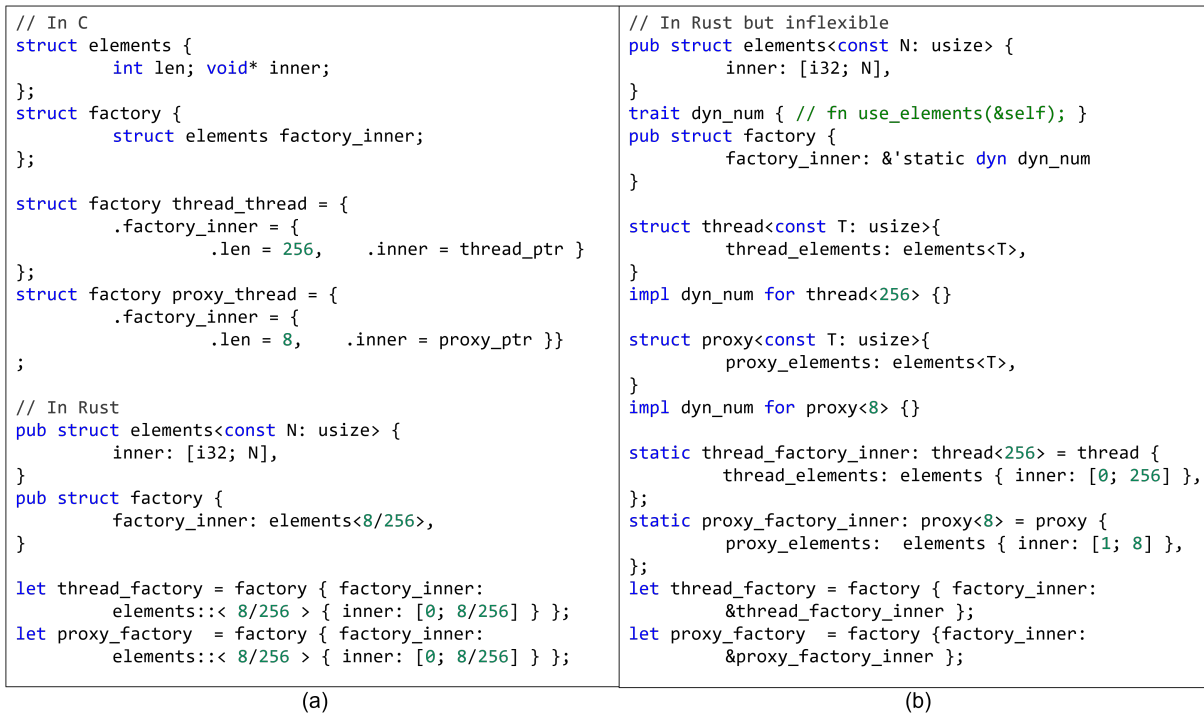 // In C
struct elements {
int len; void* inner;
};
struct factory {
struct elements factory_inner;
};
struct factory thread_thread = {
.factory_inner = {
.len = 256,    .inner = thread_ptr }
};
struct factory proxy_thread = {
.factory_inner = {
.len = 8,    .inner = proxy_ptr }}
;
// In Rust
pub struct elements<const N: usize> {
inner: [i32; N],
}
pub struct factory {
factory_inner: elements<8/256>,
}
let thread_factory = factory { factory_inner:
elements::< 8/256 > { inner: [0; 8/256] } };
let proxy_factory  = factory { factory_inner:
elements::< 8/256 > { inner: [0; 8/256] } };
(a)
// In Rust but inflexible
pub struct elements<const N: usize> {
inner: [i32; N],
}
trait dyn_num { // fn use_elements(&self); }
pub struct factory {
factory_inner: &'static dyn dyn_num
}
struct thread<const T: usize>{
thread_elements: elements<T>,
}
impl dyn_num for thread<256> {}
struct proxy<const T: usize>{
proxy_elements: elements<T>,
}
impl dyn_num for proxy<8> {}
static thread_factory_inner: thread<256> = thread {
thread_elements: elements { inner: [0; 256] },
};
static proxy_factory_inner: proxy<8> = proxy {
proxy_elements:  elements { inner: [1; 8] },
};
let thread_factory = factory { factory_inner:
&thread_factory_inner };
let proxy_factory  = factory {factory_inner:
&proxy_factory_inner };
(b)